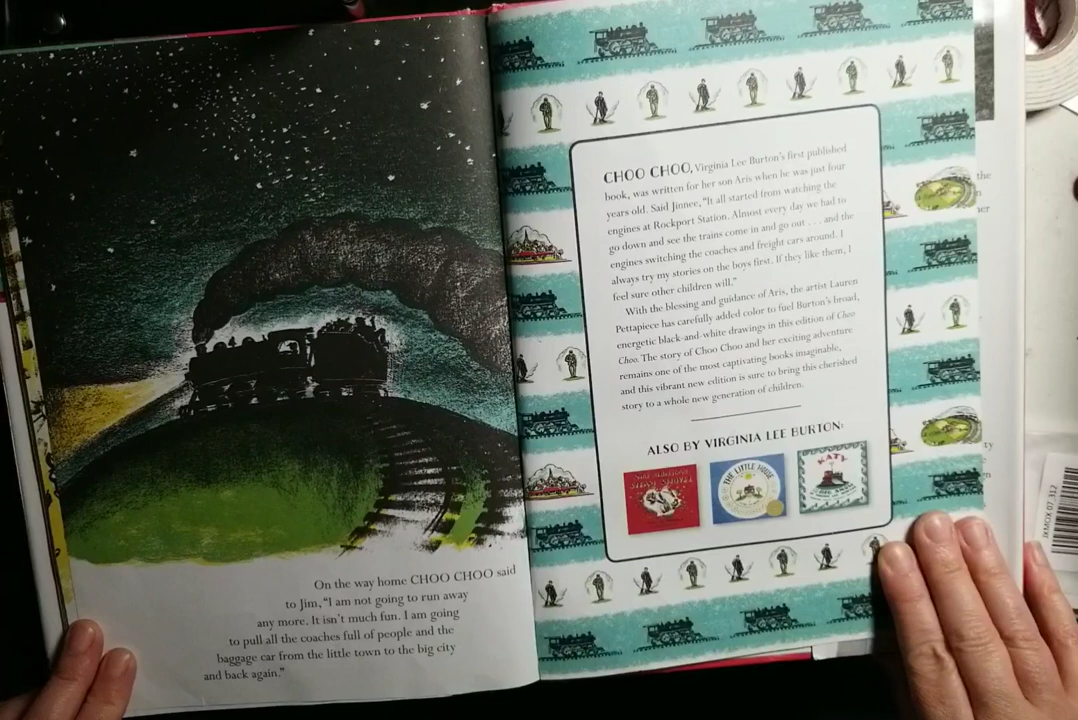 On the way home CHOO CHOO said
to Jim, “I am not going to run away
any more. It isn't much fun. I am going
to pull all the coaches full of people and the
baggage car from the little town to the big city
and back again.”
CHOO CHOO, Virginia Lee Burton's first published
book, was written for her son Aris when he was just four
years old. Said Jinnee, “It all started from watching the
engines at Rockport Station. Almost every day we had to
go down and see the trains come in and go out . . . and the
engines switching the coaches and freight cars around. I
always try my stories on the boys first. If they like them, I
feel sure other children will.”
With the blessing and guidance of Aris, the artist Lauren
Pettapiece has carefully added color to fuel Burton's broad,
energetic black-and-white drawings in this edition of Choo
Choo. The story of Choo Choo and her exciting adventure
remains one of the most captivating books imaginable,
and this vibrant new edition is sure to bring this cherished
story to a whole new generation of children.
ALSO BY VIRGINIA LEE BURTON:
STEAM SHOVEL
THE LITTLE HOUSE
KATY
the